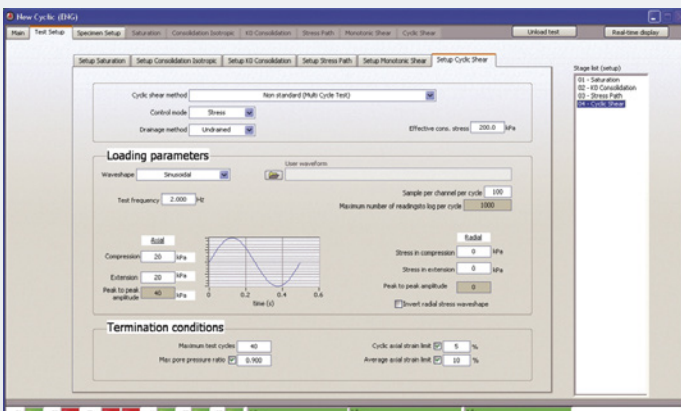 New Cyclic (ENG)
Main Test Setup Specimen Setup Saturation Consolidation Isotropic K0 Consolidation Stress Path Monotonic Shear Cyclic Shear Unload test Real-time display
Setup Saturation Setup Consolidation Isotropic Setup K0 Consolidation Setup Stress Path Setup Monotonic Shear Setup Cyclic Shear
Stage list (setup)
01 - Saturation
02 - K0 Consolidation
03 - Stress Path
04 - Cyclic Shear
Cyclic shear method Non standard (Multi Cycle Test)
Control mode Stress
Drainage method Undrained Effective cons. stress 200.0 kPa
Loading parameters
User waveform
Waveshape Sinusoidal
Sample per channel per cycle 100
Test frequency 2.000 Hz
Maximum number of readings to log per cycle 1000
Axial Radial
Compression 20 kPa Stress in compression 0 kPa
Extension 20 kPa Stress in extension 0 kPa
Peak to peak amplitude 40 kPa Peak to peak amplitude 0
0 0.2 0.4 0.6
time (s)
Invert radial stress waveshape
Termination conditions
Maximum test cycles 40 Cyclic axial strain limit 5 %
Max pore pressure ratio 0.900 Average axial strain limit 10 %